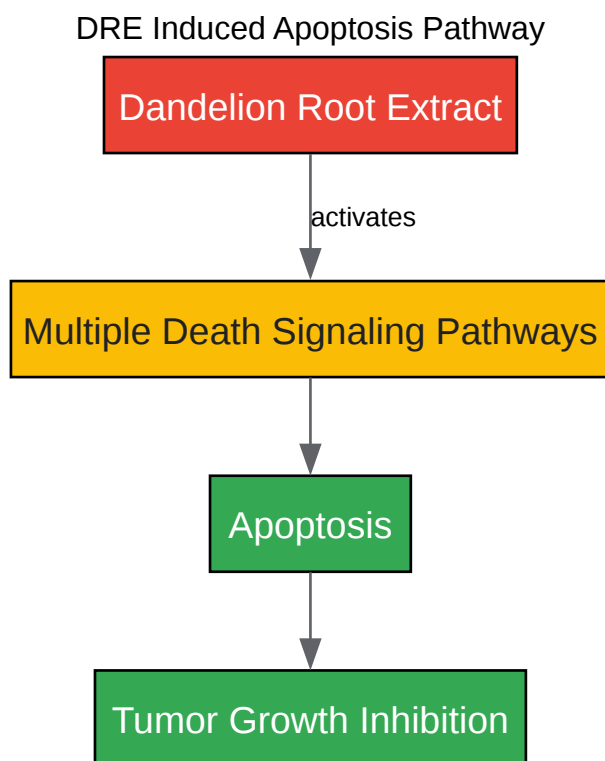 DRE Induced Apoptosis Pathway
Dandelion Root Extract
activates
Multiple Death Signaling Pathways
Apoptosis
Tumor Growth Inhibition